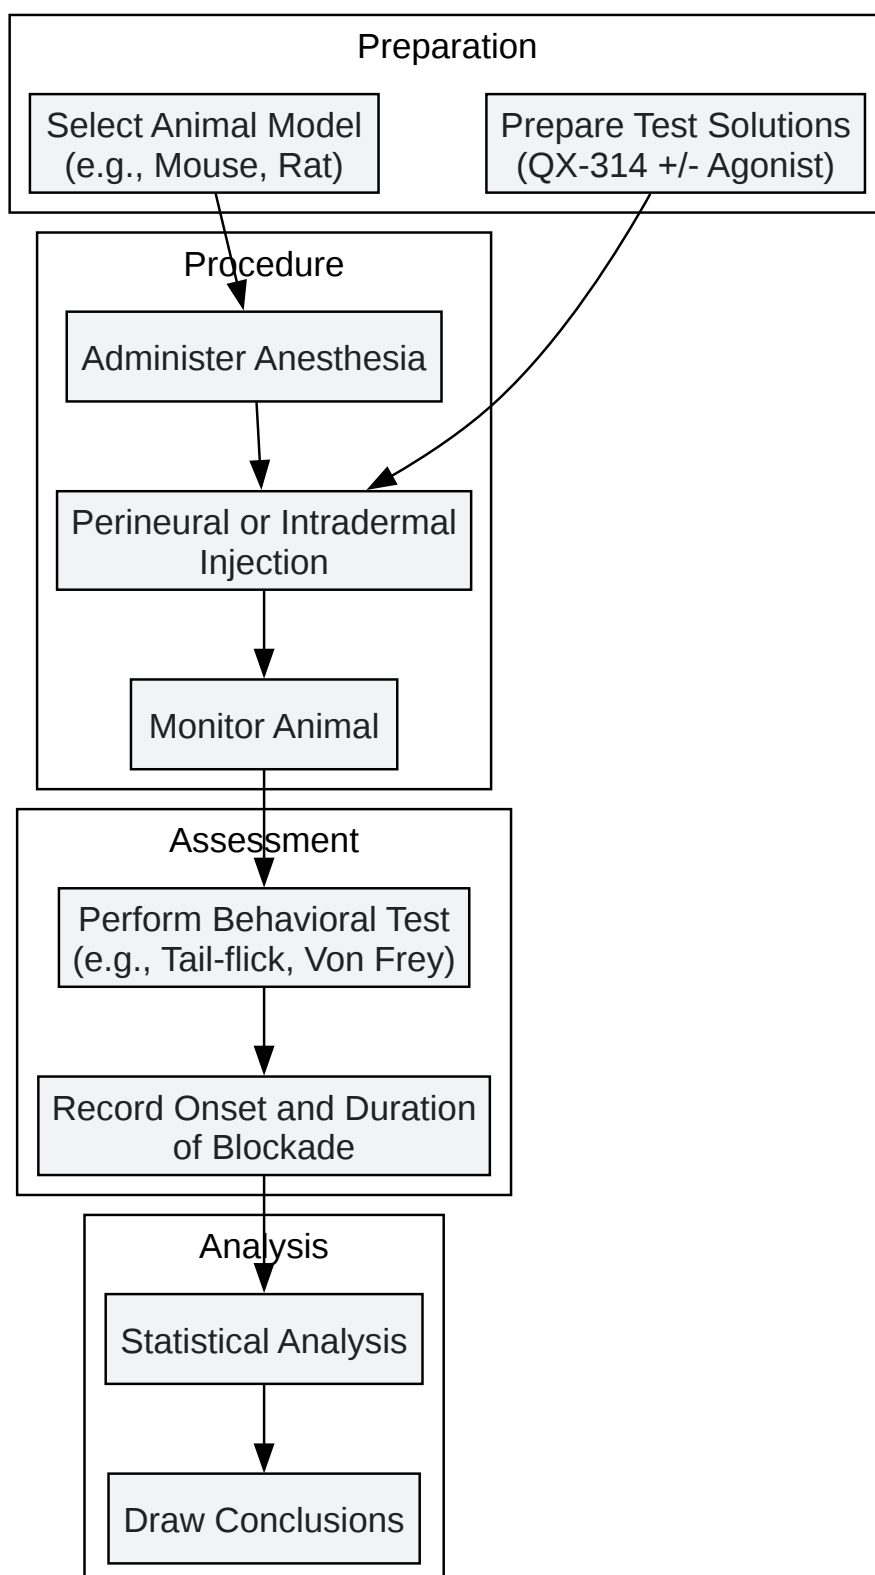 Preparation
Select Animal Model
(e.g., Mouse, Rat)
Prepare Test Solutions
(QX-314 +/- Agonist)
Procedure
Administer Anesthesia
Perineural or Intradermal
Injection
Monitor Animal
Assessment
Perform Behavioral Test
(e.g., Tail-flick, Von Frey)
Record Onset and Duration
of Blockade
Analysis
Statistical Analysis
Draw Conclusions